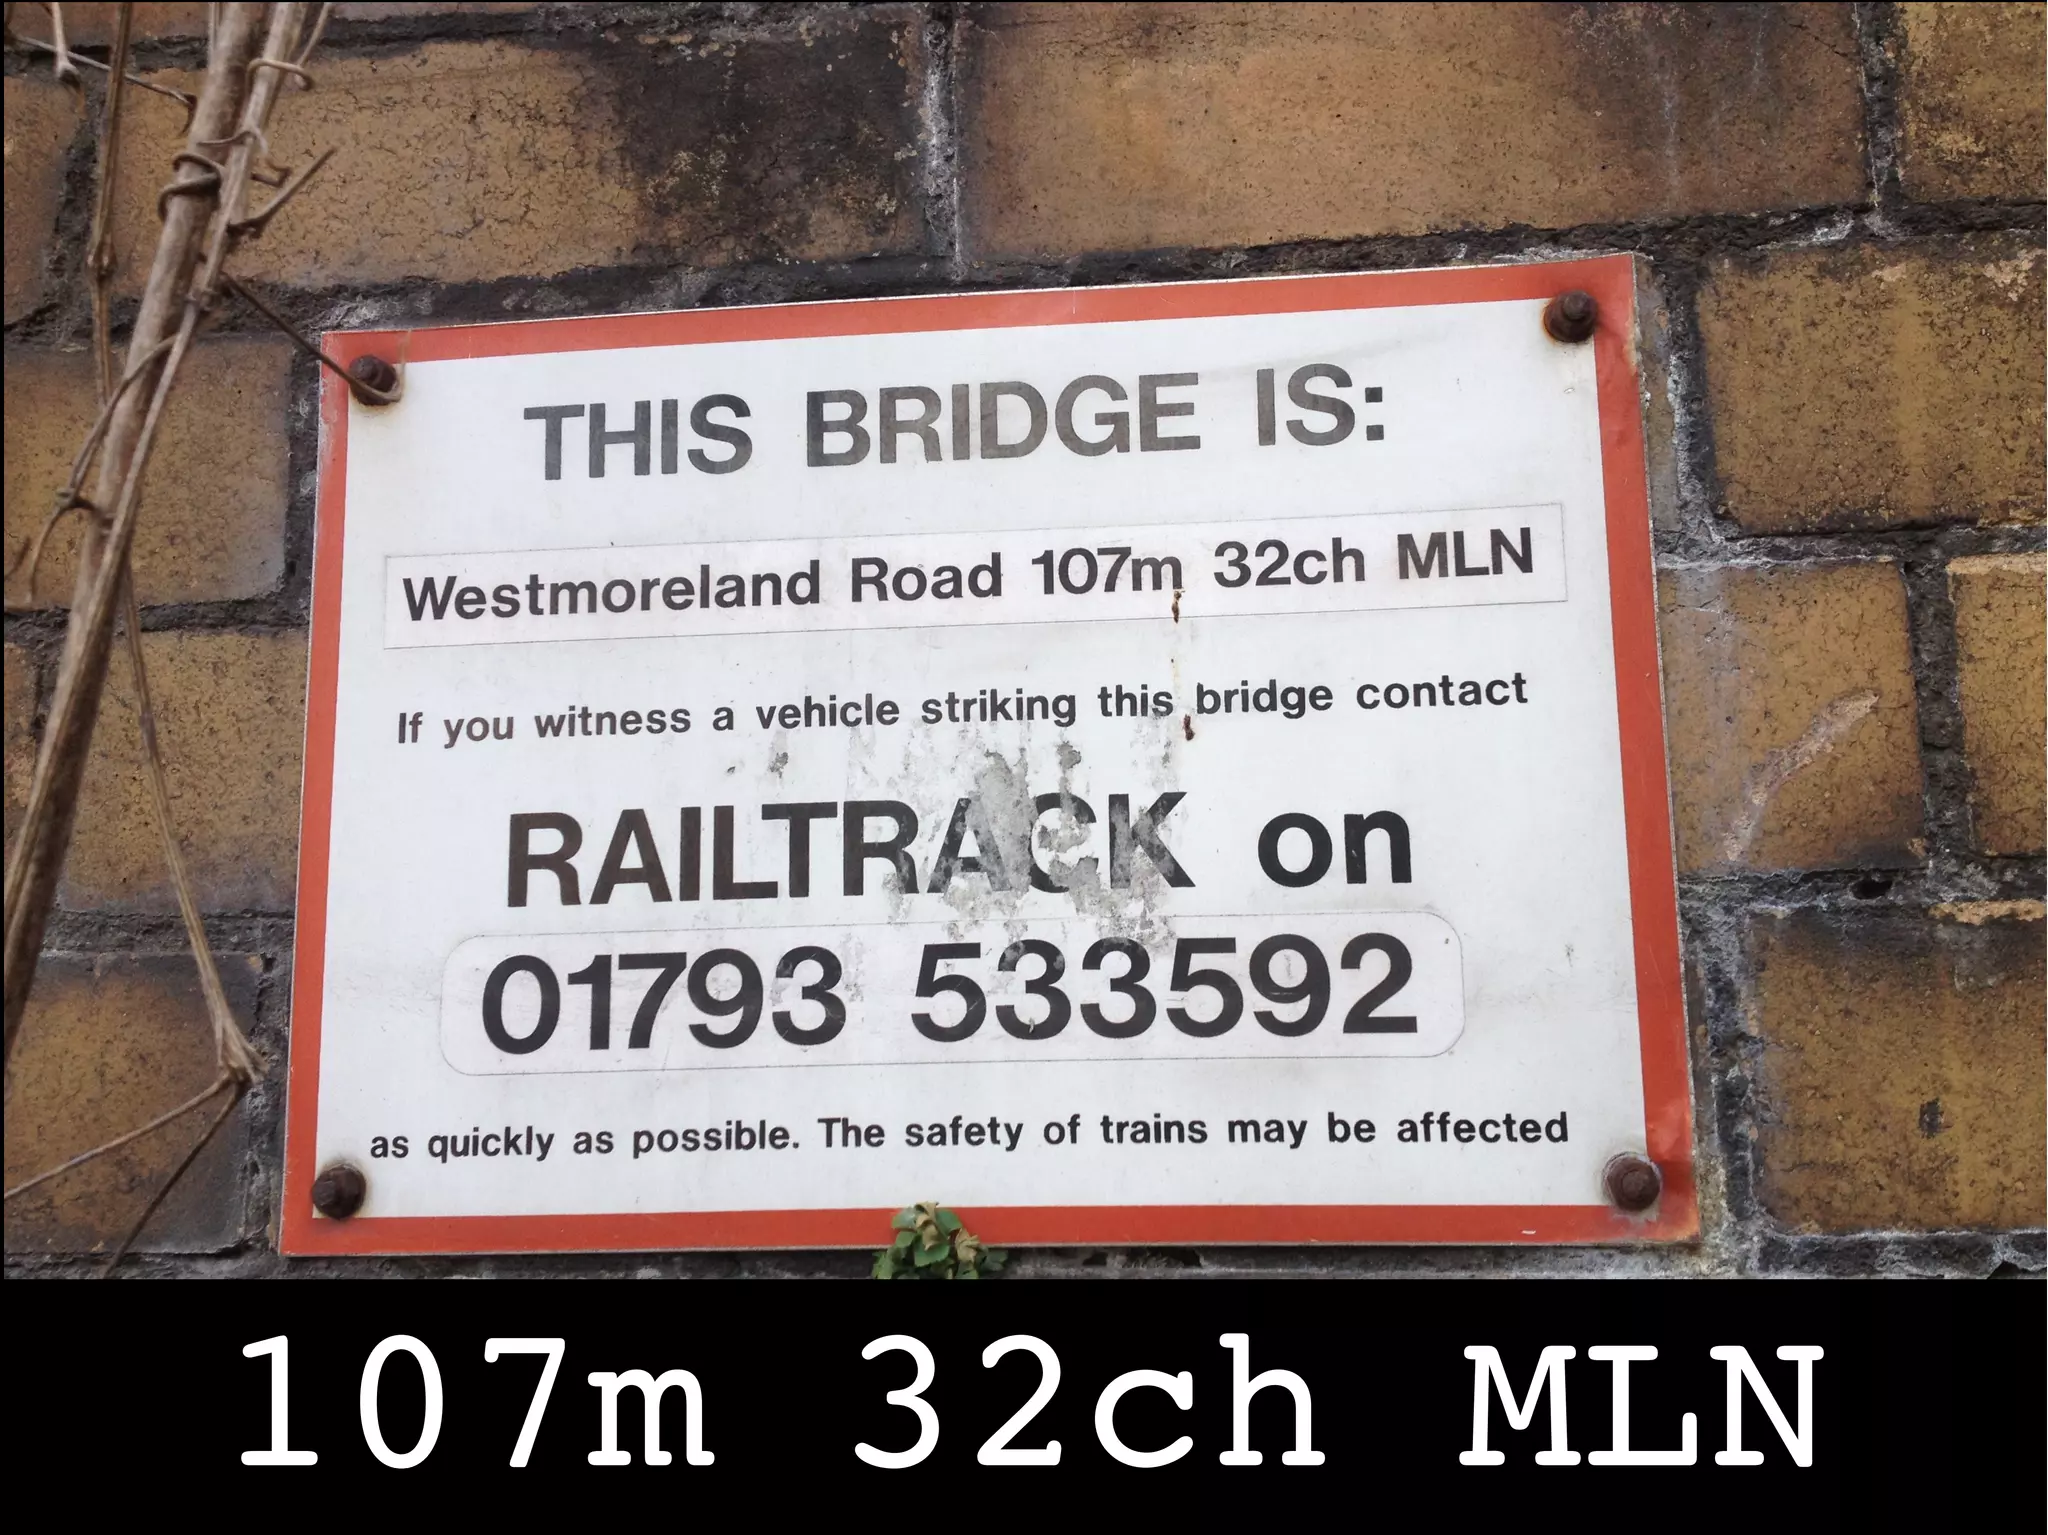 THIS BRIDGE IS:
Westmoreland Road 107m 32ch MLN
If you witness a vehicle striking this bridge contact
RAILTRACK on
01793 533592
as quickly as possible. The safety of trains may be affected
107m 32ch MLN